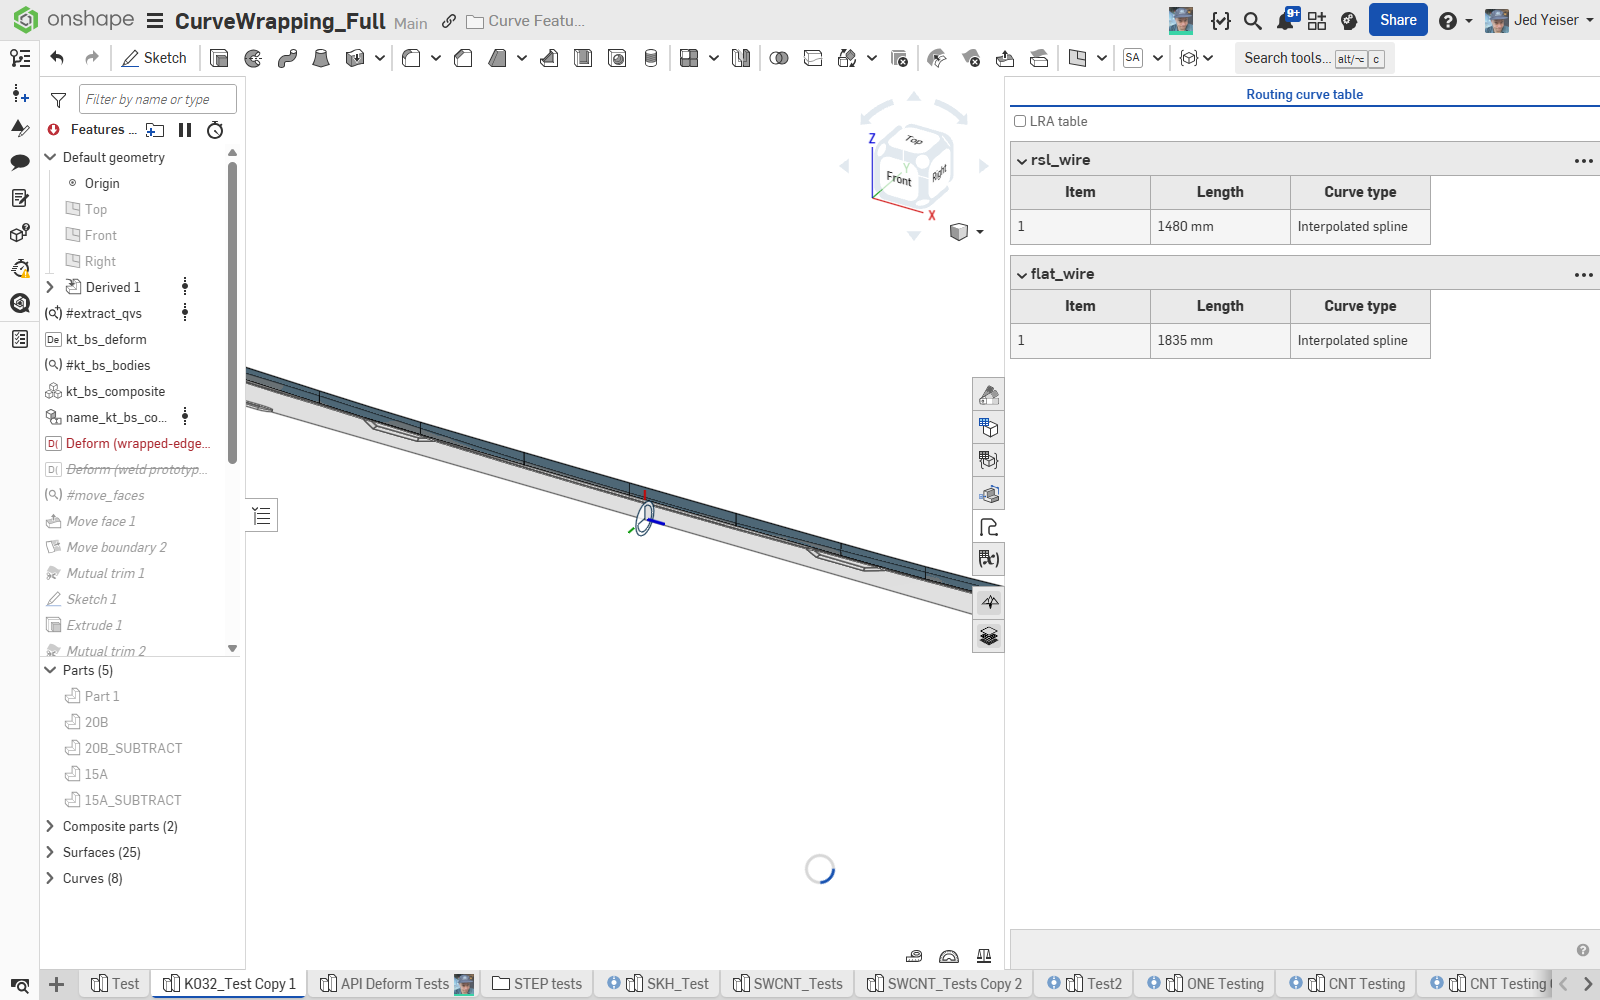 onshape
CurveWrapping_Full Main Curve Featu...
9+
Share
Jed Yeiser
Sketch
SA
Search tools... alt/⌥ c
Filter by name or type
Features ...
Default geometry
Origin
Top
Front
Right
Derived 1
#extract_qvs
De kt_bs_deform
#kt_bs_bodies
kt_bs_composite
name_kt_bs_co...
D( Deform (wrapped-edge...
D( Deform (weld prototyp...
#move_faces
Move face 1
Move boundary 2
Mutual trim 1
Sketch 1
Extrude 1
Mutual trim 2
Parts (5)
Part 1
20B
20B_SUBTRACT
15A
15A_SUBTRACT
Composite parts (2)
Surfaces (25)
Curves (8)
Z
Top
Y
Front
Right
X
Routing curve table
LRA table
rsl_wire
Item Length Curve type
1 1480 mm Interpolated spline
flat_wire
Item Length Curve type
1 1835 mm Interpolated spline
(x)
Test
K032_Test Copy 1
API Deform Tests
STEP tests
SKH_Test
SWCNT_Tests
SWCNT_Tests Copy 2
Test2
ONE Testing
CNT Testing
CNT Testing